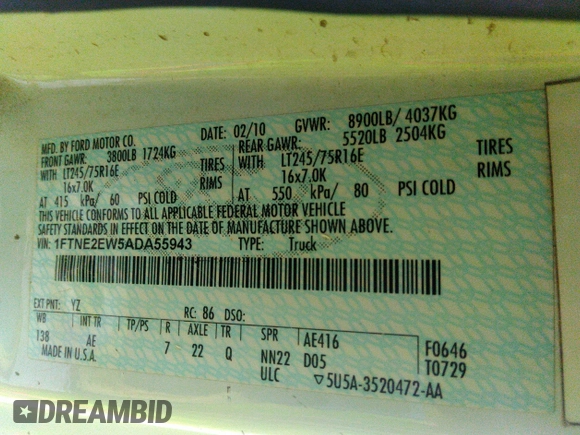 MFD. BY FORD MOTOR CO.
DATE: 02/10 GVWR: 8900LB/ 4037KG
FRONT GAWR: 3800LB 1724KG REAR GAWR: 5520LB 2504KG
WITH LT245/75R16E TIRES WITH LT245/75R16E TIRES
16x7.0K RIMS 16x7.0K RIMS
AT 415 kPa/ 60 PSI COLD AT 550 kPa/ 80 PSI COLD
THIS VEHICLE CONFORMS TO ALL APPLICABLE FEDERAL MOTOR VEHICLE
SAFETY STANDARDS IN EFFECT ON THE DATE OF MANUFACTURE SHOWN ABOVE.
VIN: 1FTNE2EW5ADA55943 TYPE: Truck
EXT PNT: YZ RC: 86 DSO:
WB INT TR TP/PS R AXLE TR SPR AE416 F0646
138 AE 7 22 Q NN22 D05 T0729
MADE IN U.S.A. ULC ▽5U5A-3520472-AA
DREAMBID